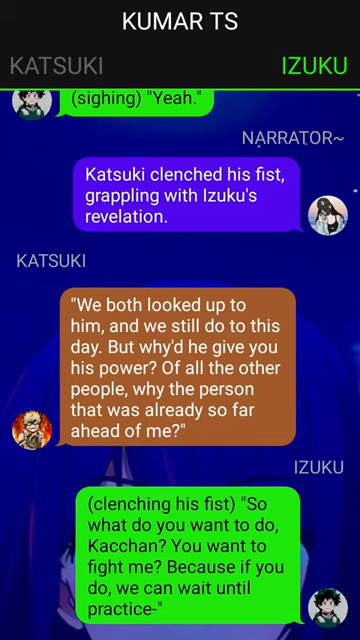 KUMAR TS
KATSUKI
IZUKU
(sighing) "Yeah."
NARRATOR~
Katsuki clenched his fist,
grappling with Izuku's
revelation.
KATSUKI
"We both looked up to
him, and we still do to this
day. But why'd he give you
his power? Of all the other
people, why the person
that was already so far
ahead of me?"
IZUKU
(clenching his fist) "So
what do you want to do,
Kacchan? You want to
fight me? Because if you
do, we can wait until
practice-"